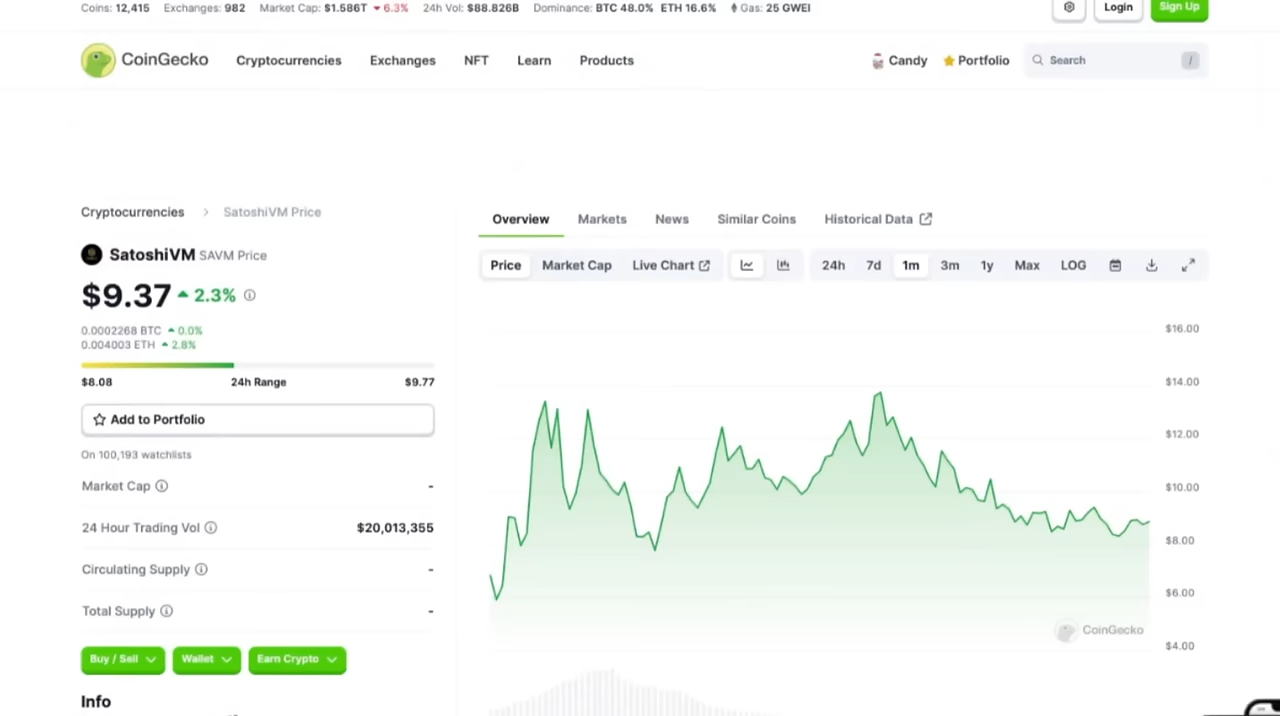 Coins: 12,415 Exchanges: 982 Market Cap: $1.586T 6.3% 24h Vol: $88.826B Dominance: BTC 48.0% ETH 16.6% Gas: 25 GWEI
Login Sign Up
CoinGecko Cryptocurrencies Exchanges NFT Learn Products Candy Portfolio Search /
Cryptocurrencies > SatoshiVM Price
Overview Markets News Similar Coins Historical Data
SatoshiVM SAVM Price
Price Market Cap Live Chart 24h 7d 1m 3m 1y Max LOG
$9.37 2.3%
0.0002268 BTC 0.0%
0.004003 ETH 2.8%
$8.08 24h Range $9.77
Add to Portfolio
On 100,193 watchlists
Market Cap -
24 Hour Trading Vol $20,013,355
Circulating Supply -
Total Supply -
Buy / Sell Wallet Earn Crypto
Info
$16.00
$14.00
$12.00
$10.00
$8.00
$6.00
$4.00
CoinGecko